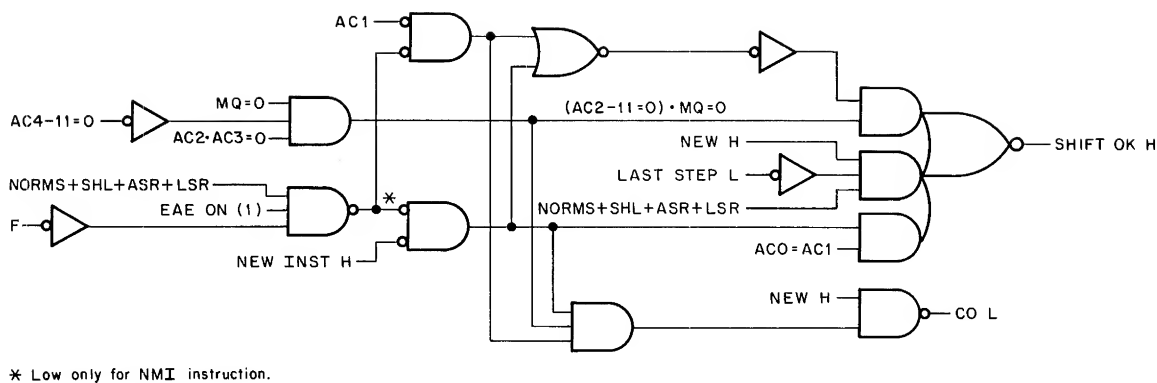 AC1
MQ=0
AC4-11=0
AC2·AC3=0
(AC2-11=0)·MQ=0
NEW H
SHIFT OK H
LAST STEP L
NORMS+SHL+ASR+LSR
NORMS+SHL+ASR+LSR
EAE ON (1)
*
F
NEW INST H
AC0=AC1
NEW H
CO L
* Low only for NMI instruction.